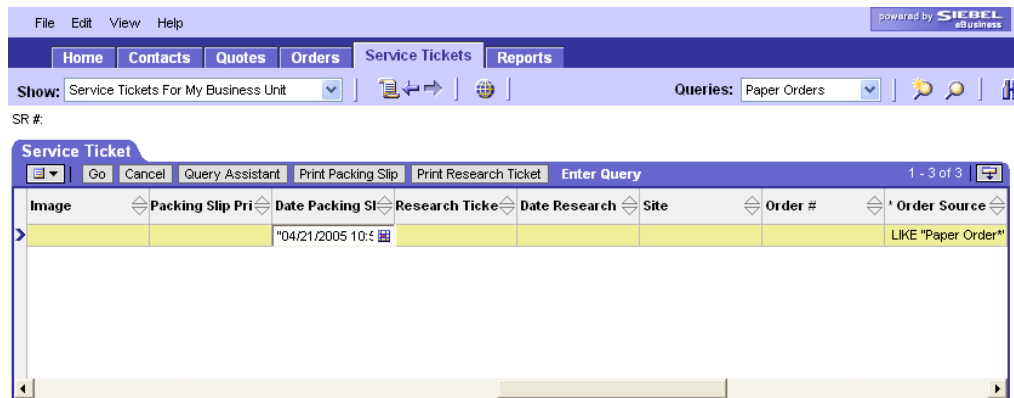 File Edit View Help
powered by SIEBEL
eBusiness
Home Contacts Quotes Orders Service Tickets Reports
Show: Service Tickets For My Business Unit Queries: Paper Orders
SR #:
Service Ticket
Go Cancel Query Assistant Print Packing Slip Print Research Ticket Enter Query 1 - 3 of 3
Image Packing Slip Pri Date Packing Sl Research Ticke Date Research Site Order # * Order Source
"04/21/2005 10:5 LIKE "Paper Order*"